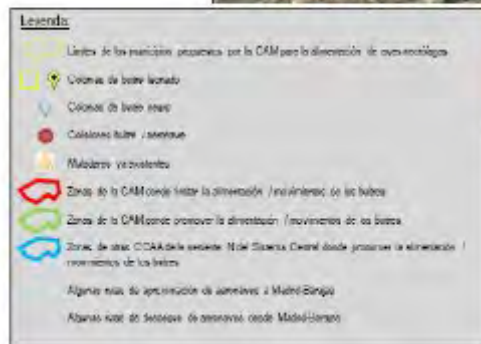 Leyenda:
Límites de los municipios propuestos por la CAM para la alimentación de aves necrófagas
Colonias de buitre leonado
Colonias de buitre negro
Colisiones buitre / aeronave
Muladares ya existentes
Zonas de la CAM donde limitar la alimentación / movimientos de los buitres
Zonas de la CAM donde promover la alimentación / movimientos de los buitres
Zonas de otras CCAA de la vertiente N del Sistema Central donde promover la alimentación /
movimientos de los buitres
Algunas rutas de aproximación de aeronaves a Madrid-Barajas
Algunas rutas de despegue de aeronaves desde Madrid-Barajas